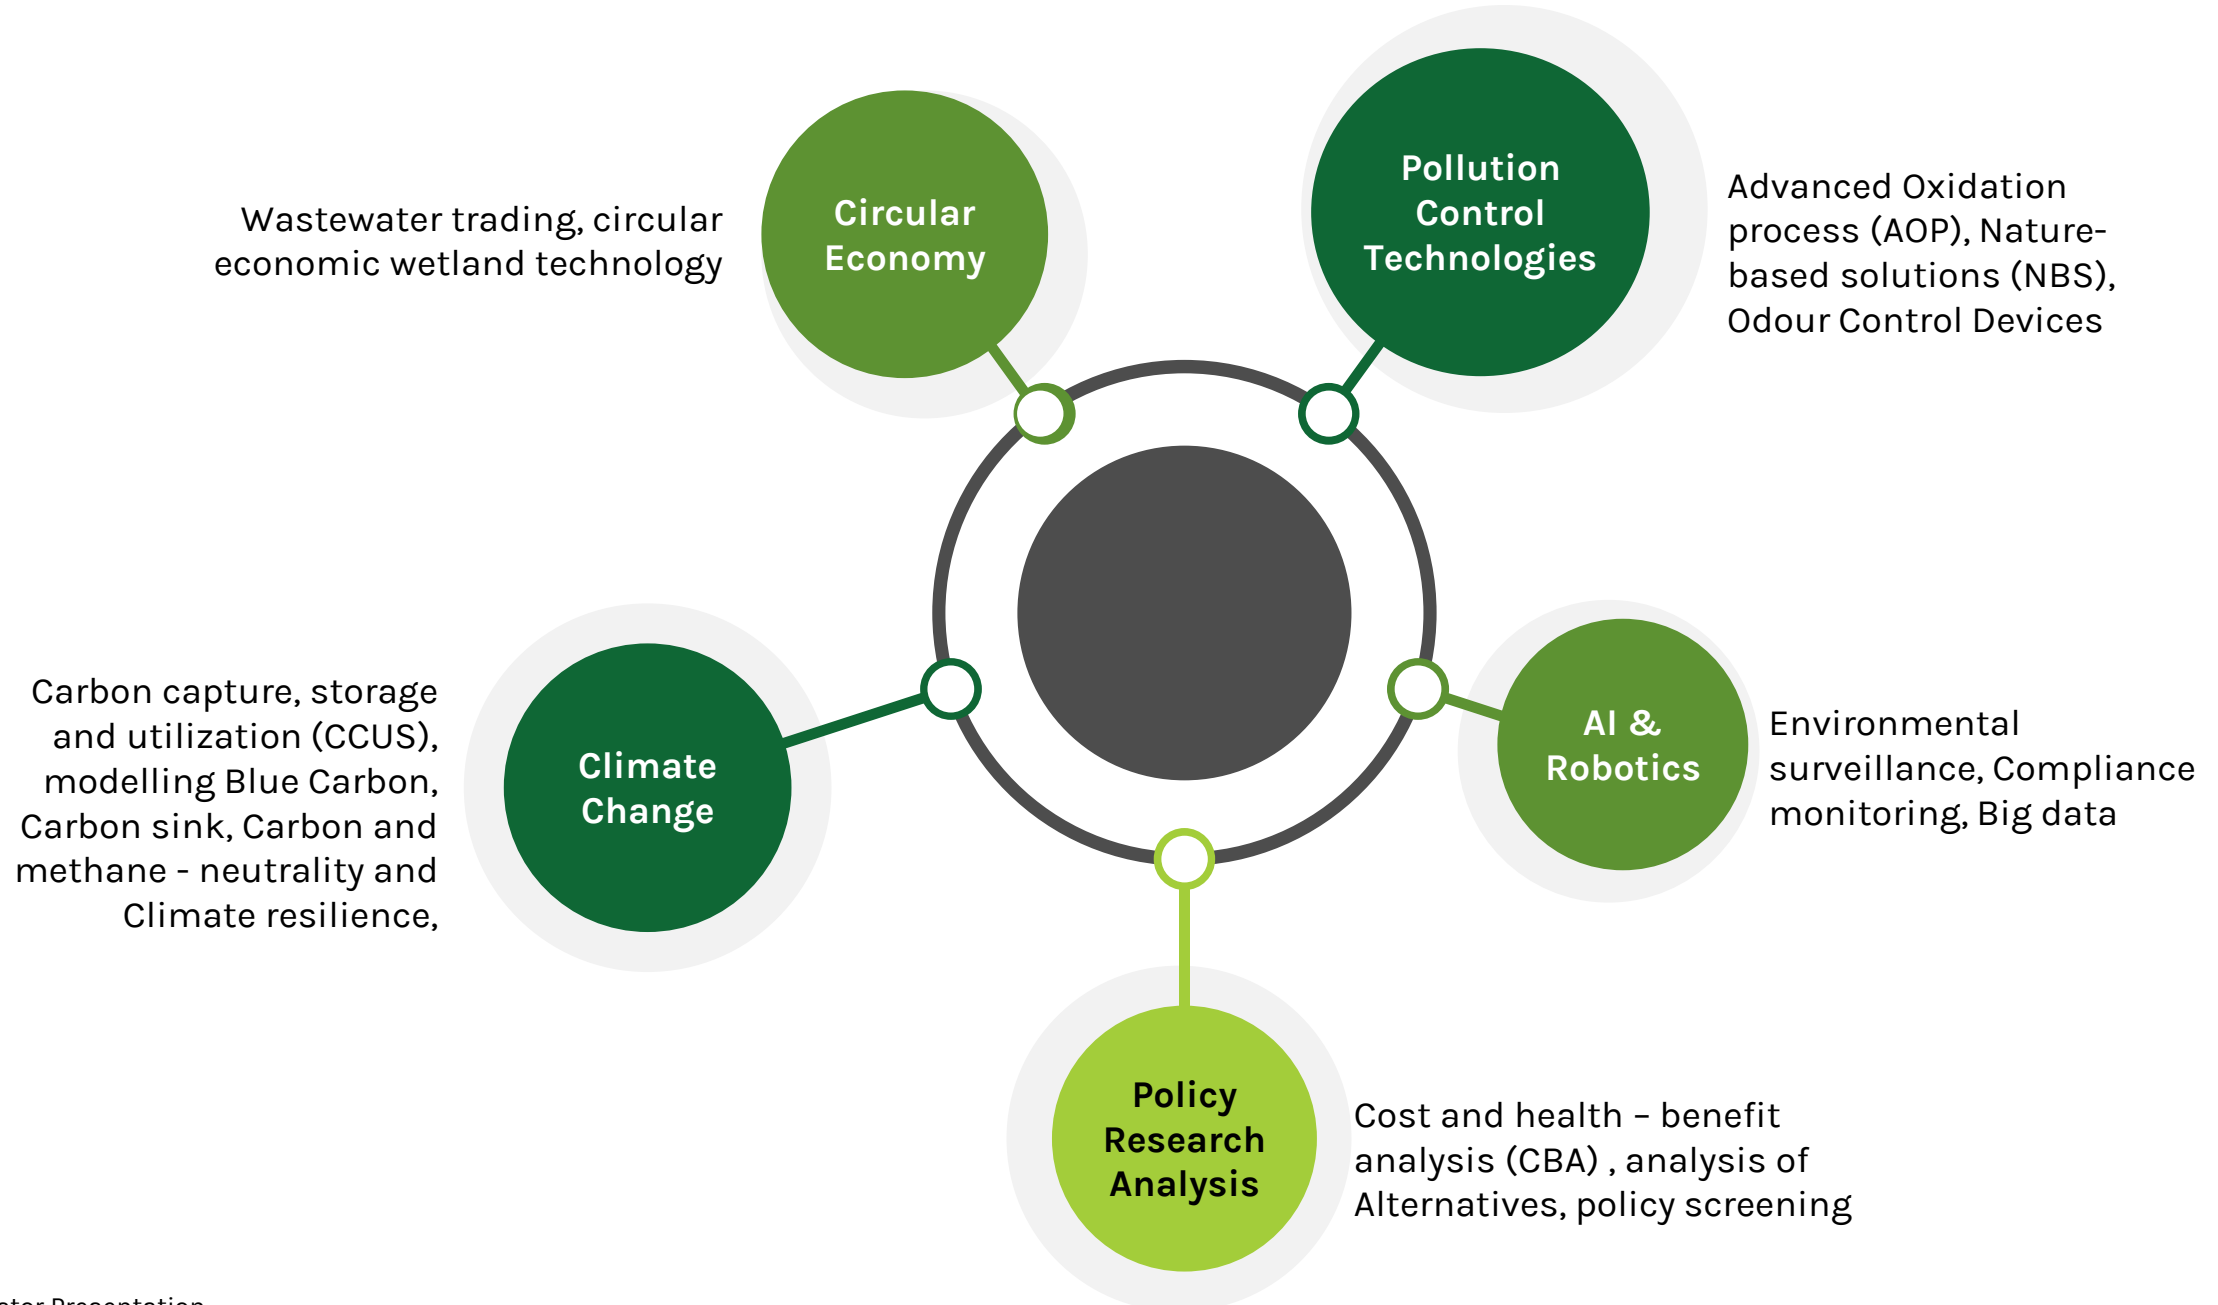 Circular
Economy
Wastewater trading, circular
economic wetland technology
Pollution
Control
Technologies
Advanced Oxidation
process (AOP), Nature-
based solutions (NBS),
Odour Control Devices
Climate
Change
Carbon capture, storage
and utilization (CCUS),
modelling Blue Carbon,
Carbon sink, Carbon and
methane - neutrality and
Climate resilience,
AI &
Robotics
Environmental
surveillance, Compliance
monitoring, Big data
Policy
Research
Analysis
Cost and health – benefit
analysis (CBA) , analysis of
Alternatives, policy screening
Presentation